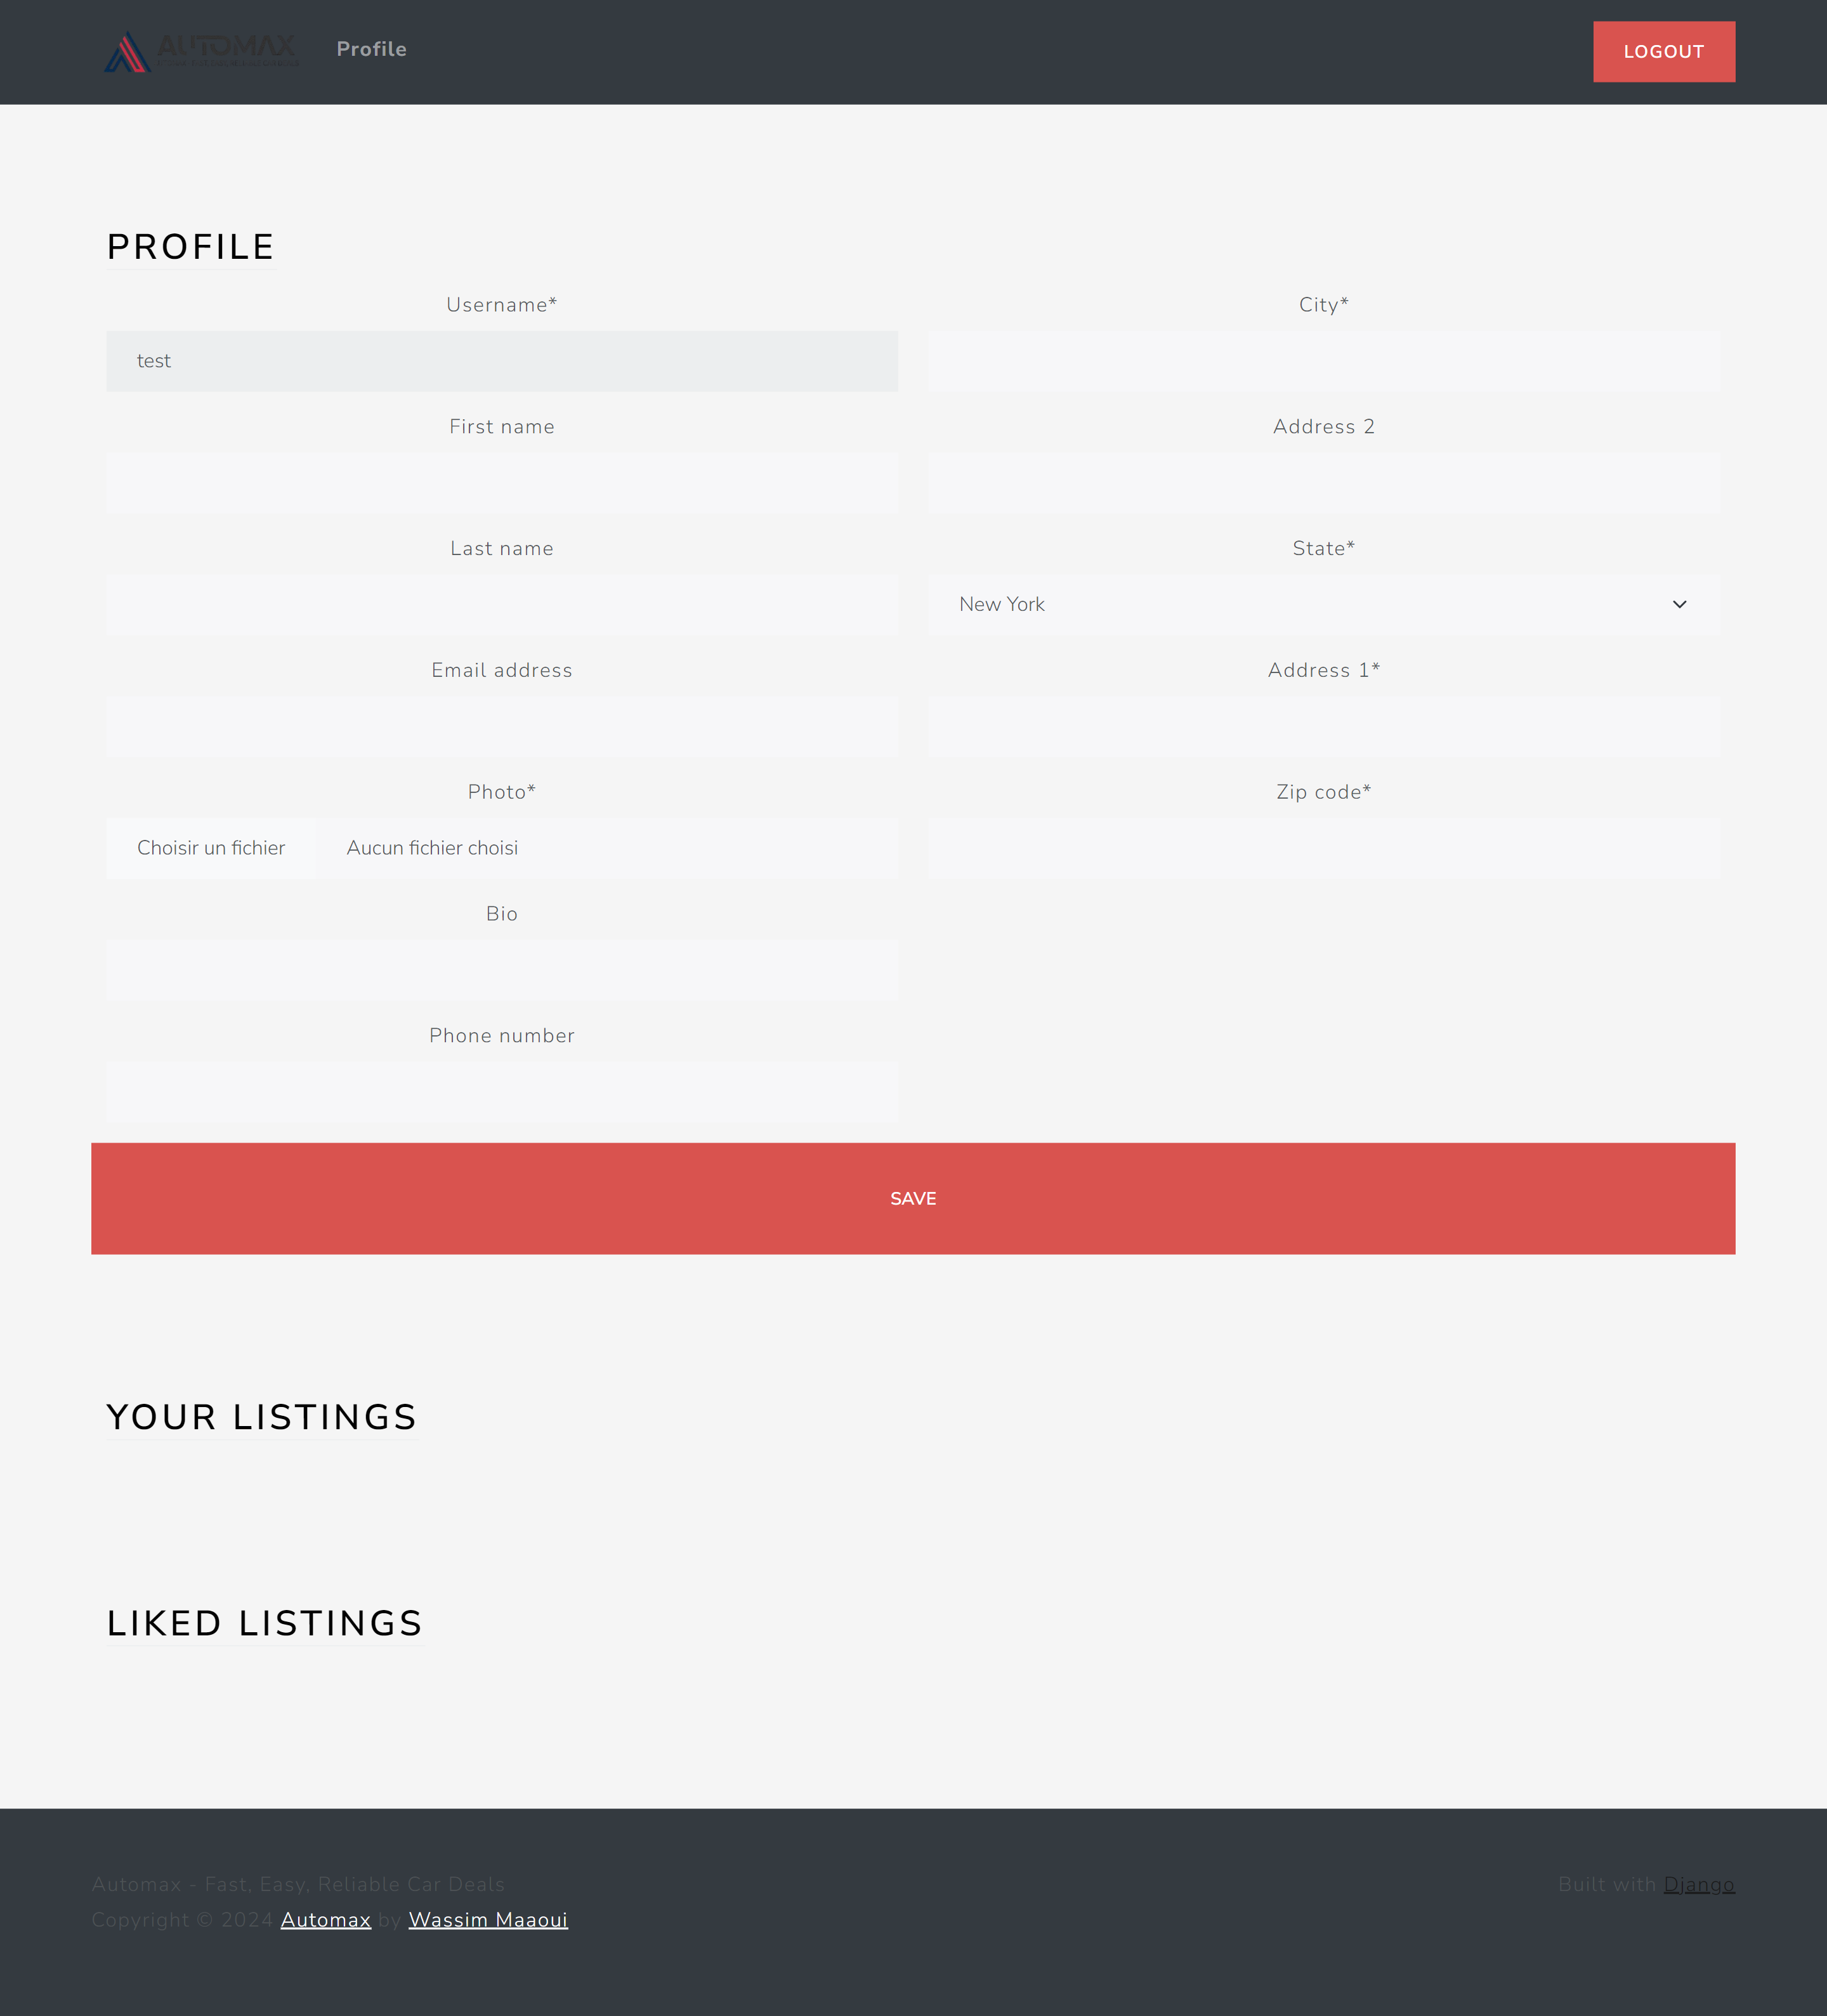 AUTOMAX
Profile
LOGOUT
PROFILE
Username*
test
First name
Last name
Email address
Photo*
Choisir un fichier
Aucun fichier choisi
Bio
Phone number
City*
Address 2
State*
New York
Address 1*
Zip code*
SAVE
YOUR LISTINGS
LIKED LISTINGS
Automax - Fast, Easy, Reliable Car Deals
Copyright © 2024 Automax by Wassim Maaoui
Built with Django